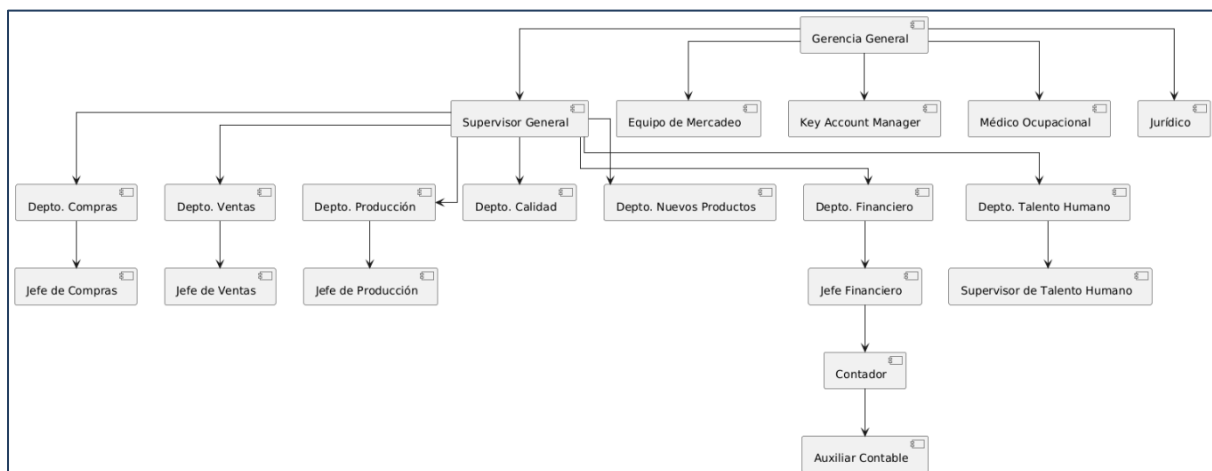 Gerencia General
Supervisor General
Equipo de Mercadeo
Key Account Manager
Médico Ocupacional
Jurídico
Depto. Compras
Depto. Ventas
Depto. Producción
Depto. Calidad
Depto. Nuevos Productos
Depto. Financiero
Depto. Talento Humano
Jefe de Compras
Jefe de Ventas
Jefe de Producción
Jefe Financiero
Supervisor de Talento Humano
Contador
Auxiliar Contable